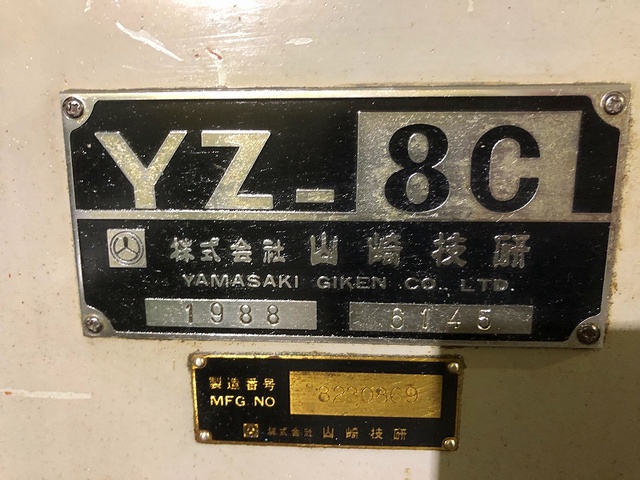 YZ-8C
株式会社 山崎技研
YAMASAKI GIKEN CO., LTD.
1988 6145
製造番号
MFG. NO 8220869
株式会社 山崎技研